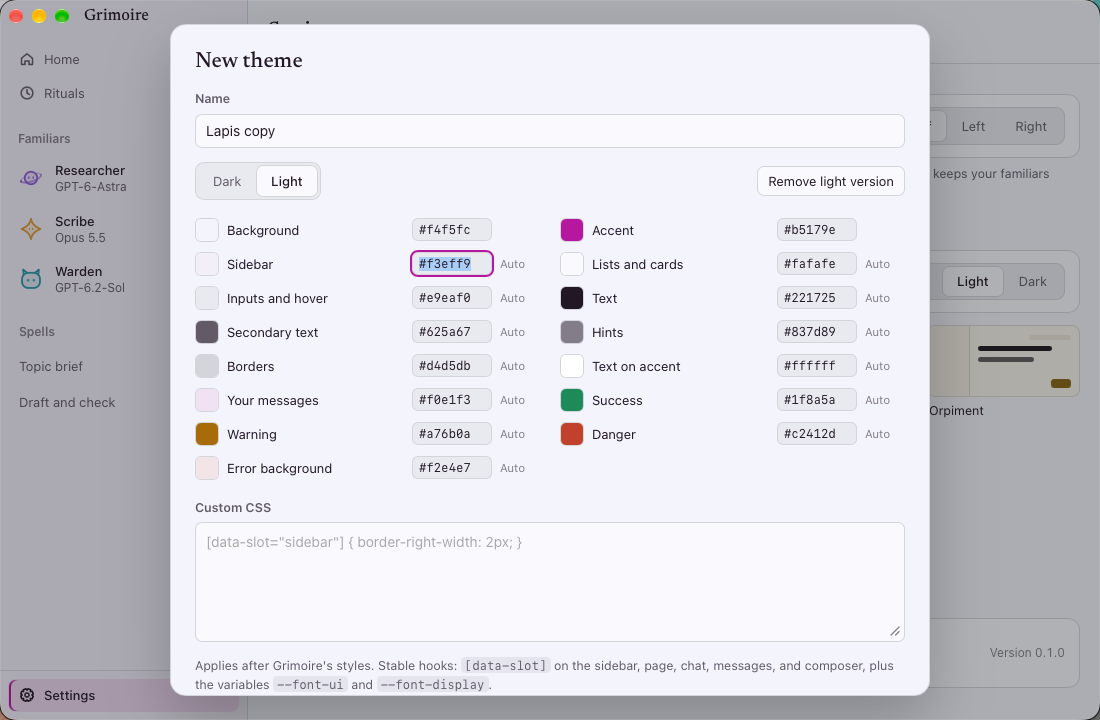 Grimoire
Home
Rituals
Familiars
Researcher
GPT-6-Astra
Scribe
Opus 5.5
Warden
GPT-6.2-Sol
Spells
Topic brief
Draft and check
Settings
New theme
Name
Lapis copy
Dark
Light
Remove light version
Background #f4f5fc
Accent #b5179e
Sidebar #f3eff9 Auto
Lists and cards #fafafe Auto
Inputs and hover #e9eaf0 Auto
Text #221725 Auto
Secondary text #625a67 Auto
Hints #837d89 Auto
Borders #d4d5db Auto
Text on accent #ffffff Auto
Your messages #f0e1f3 Auto
Success #1f8a5a Auto
Warning #a76b0a Auto
Danger #c2412d Auto
Error background #f2e4e7 Auto
Custom CSS
[data-slot="sidebar"] { border-right-width: 2px; }
Applies after Grimoire's styles. Stable hooks: [data-slot] on the sidebar, page, chat, messages, and composer, plus
the variables --font-ui and --font-display.
Left
Right
keeps your familiars
Light
Dark
Orpiment
Version 0.1.0